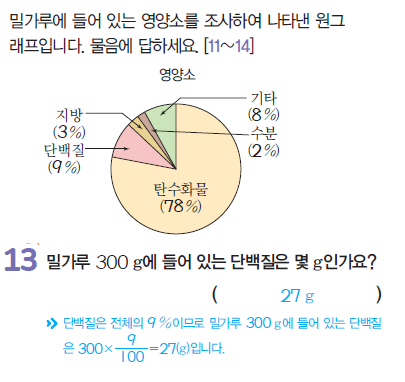 밀가루에 들어 있는 영양소를 조사하여 나타낸 원그
래프입니다. 물음에 답하세요. [11~14]
영양소
기타
(8%)
지방
(3%)
수분
(2%)
단백질
(9%)
탄수화물
(78%)
13 밀가루 300 g에 들어 있는 단백질은 몇 g인가요?
( 27 g )
» 단백질은 전체의 9 %이므로 밀가루 300 g에 들어 있는 단백질
은 300×9/100=27(g)입니다.